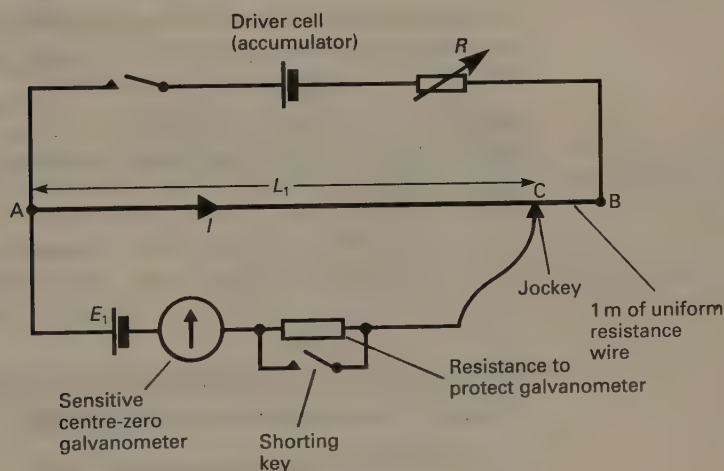 Driver cell
(accumulator)
R
L₁
A
C
B
I
Jockey
E₁
1 m of uniform
resistance
wire
Resistance to
protect galvanometer
Sensitive
centre-zero
galvanometer
Shorting
key